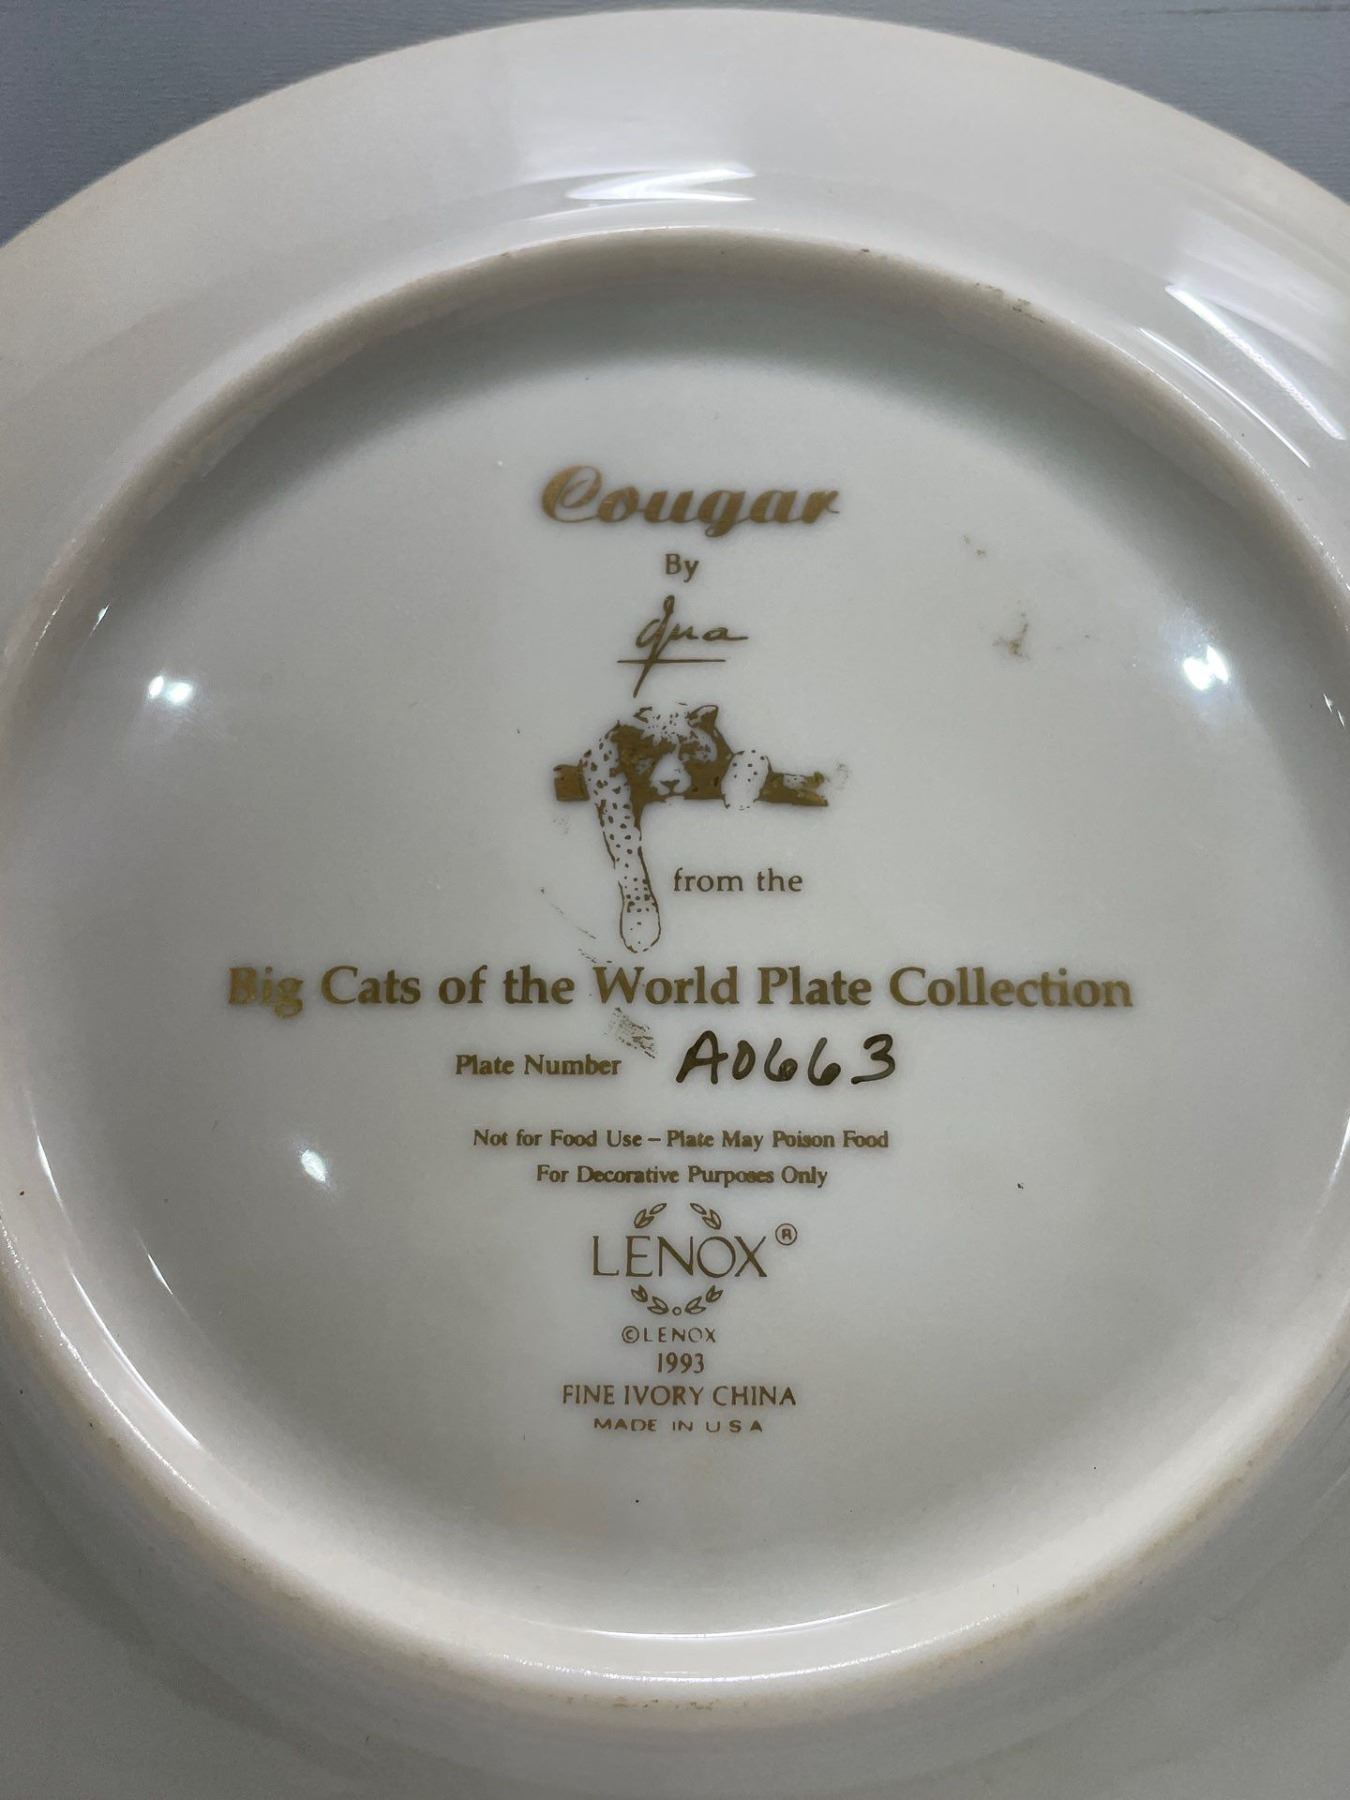 Cougar
By
from the
Big Cats of the World Plate Collection
Plate Number A0663
Not for Food Use – Plate May Poison Food
For Decorative Purposes Only
LENOX®
©LENOX
1993
FINE IVORY CHINA
MADE IN U S A